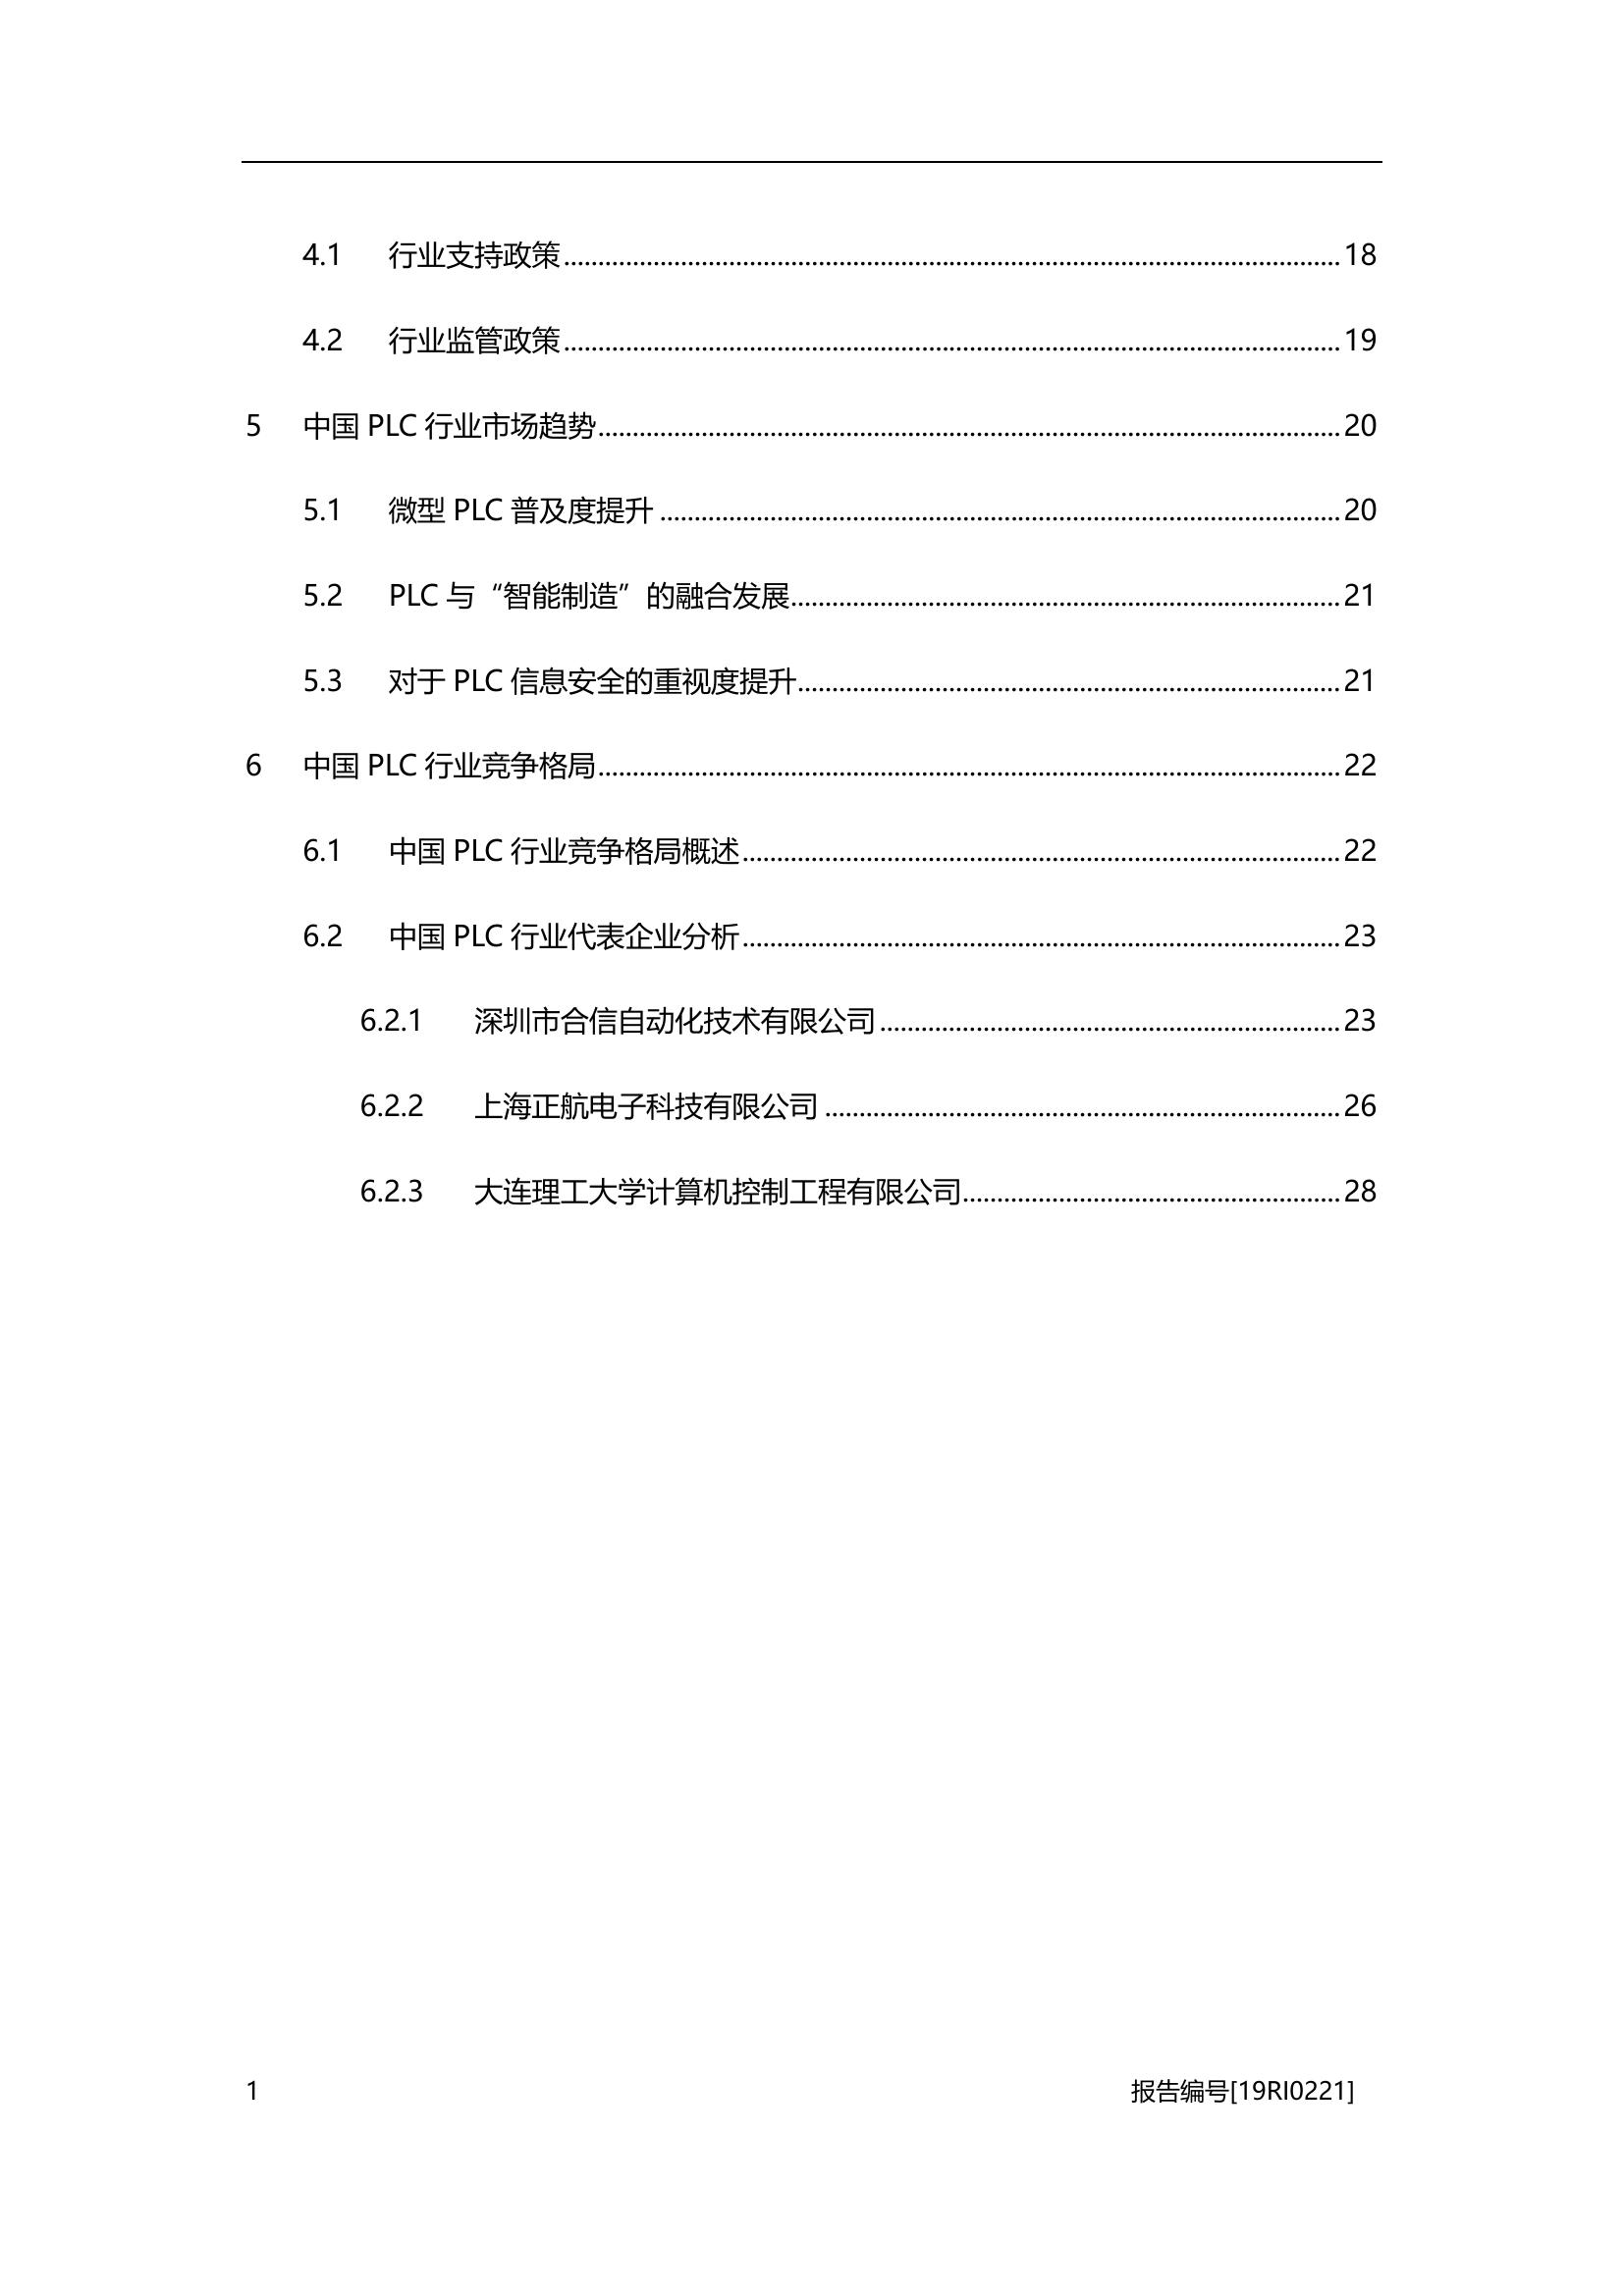 4.1 行业支持政策 18
4.2 行业监管政策 19
5 中国 PLC 行业市场趋势 20
5.1 微型 PLC 普及度提升 20
5.2 PLC 与“智能制造”的融合发展 21
5.3 对于 PLC 信息安全的重视度提升 21
6 中国 PLC 行业竞争格局 22
6.1 中国 PLC 行业竞争格局概述 22
6.2 中国 PLC 行业代表企业分析 23
6.2.1 深圳市合信自动化技术有限公司 23
6.2.2 上海正航电子科技有限公司 26
6.2.3 大连理工大学计算机控制工程有限公司 28
1 报告编号[19RI0221]